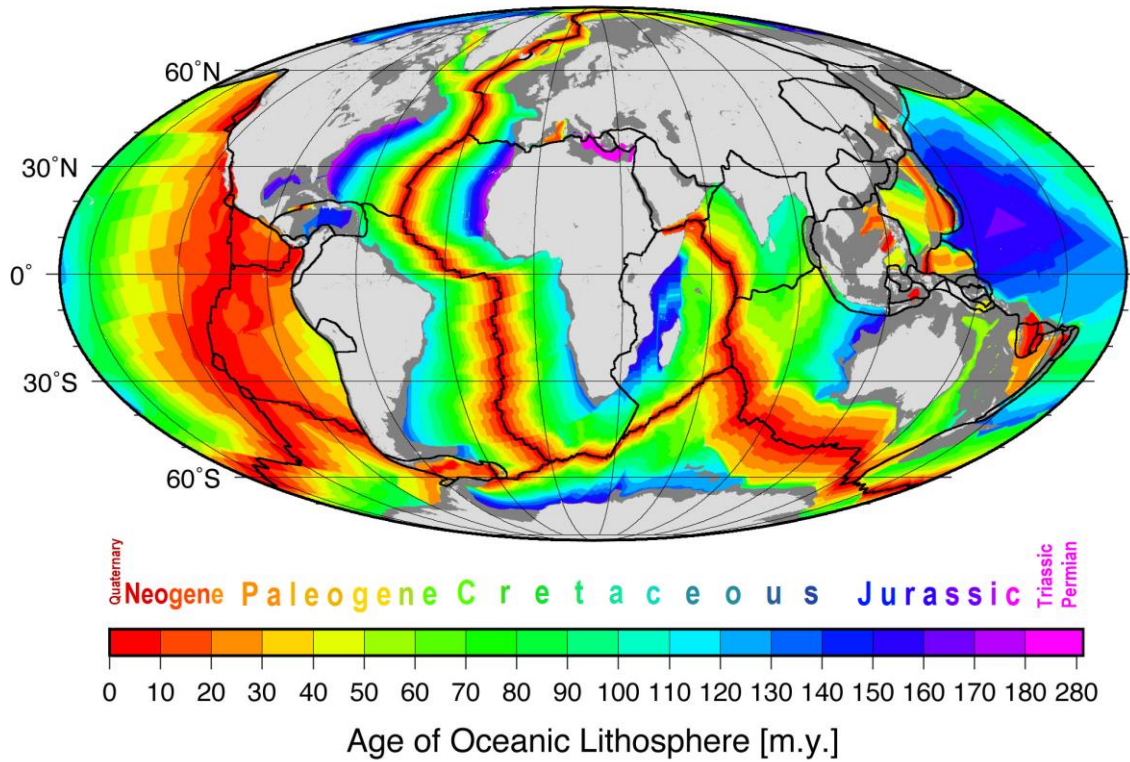 60°N
30°N
0°
30°S
60°S
Quaternary Neogene Paleogene Cretaceous Jurassic Triassic Permian
0 10 20 30 40 50 60 70 80 90 100 110 120 130 140 150 160 170 180 280
Age of Oceanic Lithosphere [m.y.]